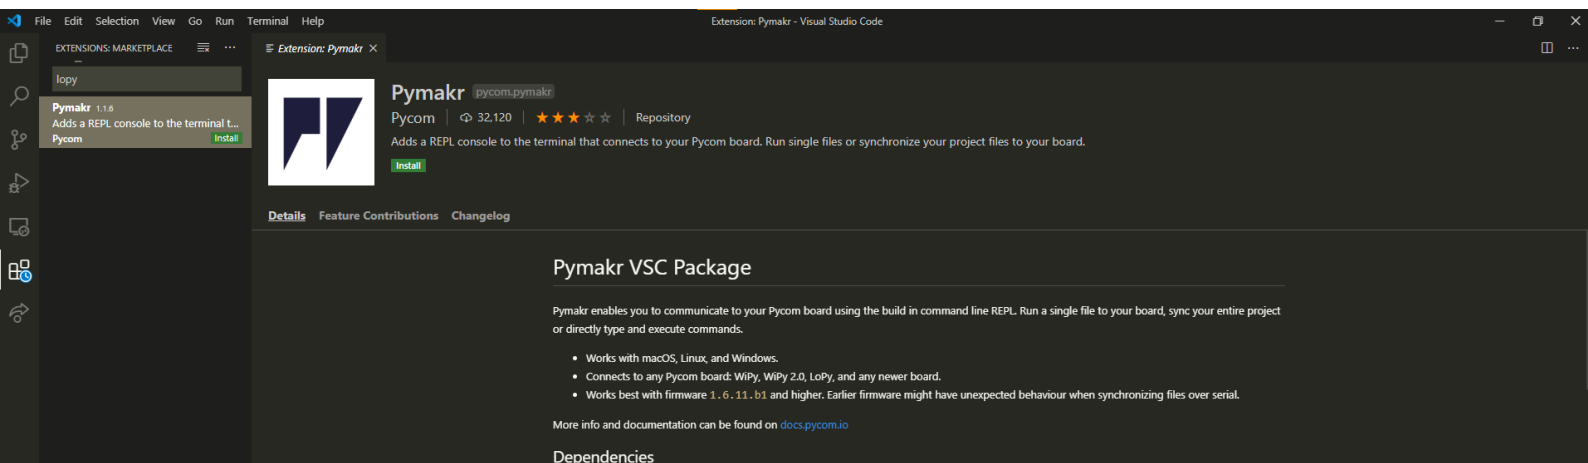 File Edit Selection View Go Run Terminal Help
Extension: Pymakr - Visual Studio Code
EXTENSIONS: MARKETPLACE
Extension: Pymakr
lopy
Pymakr 1.1.6
Adds a REPL console to the terminal t...
Pycom Install
Pymakr pycom.pymakr
Pycom 32,120 Repository
Adds a REPL console to the terminal that connects to your Pycom board. Run single files or synchronize your project files to your board.
Install
Details Feature Contributions Changelog
Pymakr VSC Package
Pymakr enables you to communicate to your Pycom board using the build in command line REPL. Run a single file to your board, sync your entire project
or directly type and execute commands.
• Works with macOS, Linux, and Windows.
• Connects to any Pycom board: WiPy, WiPy 2.0, LoPy, and any newer board.
• Works best with firmware 1.6.11.b1 and higher. Earlier firmware might have unexpected behaviour when synchronizing files over serial.
More info and documentation can be found on docs.pycom.io
Dependencies